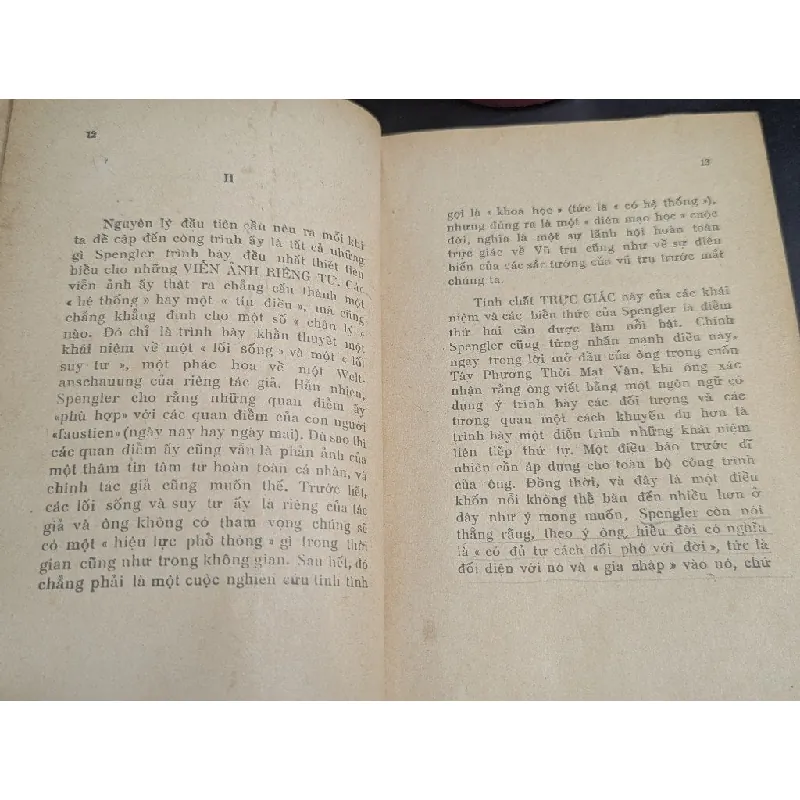 12
II
Nguyên lý đầu tiên cần nêu ra mỗi khi
ta đề cập đến công trình ấy là tất cả những
gì Spengler trình bày đều nhất thiết tiêu
biểu cho những VIỄN ẢNH RIÊNG TƯ. Các
viễn ảnh ấy thật ra chẳng cấu thành một
« hệ thống » hay một « tín điều », mà cũng
chẳng khẳng định cho một số « chân lý »
nào. Đó chỉ là trình bày khẩn thuyết một
khái niệm về một « lối sống » và một « lối
suy tư », một phác họa về một Welt-
anschauung của riêng tác giả. Hẳn nhiên,
Spengler cho rằng những quan điểm ấy
«phù hợp» với các quan điểm của con người
«faustien» (ngày nay hay ngày mai). Dù sao thì
các quan điểm ấy cũng vẫn là phản ảnh của
một thâm tín tâm tư hoàn toàn cá nhân, và
chính tác giả cũng muốn thế. Trước hết,
các lối sống và suy tư ấy là riêng của tác
giả và ông không có tham vọng chúng sẽ
có một « hiệu lực phổ thông » gì trong thời
gian cũng như trong không gian. Sau hết, đó
chẳng phải là một cuộc nghiên cứu tinh tình
13
gọi là « khoa học » (tức là « có hệ thống »),
nhưng đúng ra là một « diện mạo học » cuộc
đời, nghĩa là một sự lãnh hội hoàn toàn
trực giác về Vũ trụ cũng như về sự diễn
biến của các sắc tướng của vũ trụ trước mắt
chúng ta.
Tính chất TRỰC GIÁC này của các khái
niệm và các biên thức của Spengler là điểm
thứ hai cần được làm nổi bật. Chính
Spengler cũng từng nhấn mạnh điều này,
ngay trong lời mở đầu của ông trong cuốn
Tây Phương Thời Mạt Vận, khi ông xác
nhận rằng ông viết bằng một ngôn ngữ có
dụng ý trình bày các đối tượng và các
tương quan một cách khuyến dụ hơn là
trình bày một diễn trình những khái niệm
liên tiếp thứ tự. Một điều báo trước dĩ
nhiên cần áp dụng cho toàn bộ công trình
của ông. Đồng thời, và đây là một điều
khốn nỗi không thể bàn đến nhiều hơn ở
đây như ý mong muốn, Spengler còn nói
thẳng rằng, theo ý ông, hiểu đời có nghĩa
là « có đủ tư cách đối phó với đời », tức là
đối diện với nó và « gia nhập » vào nó, chứ